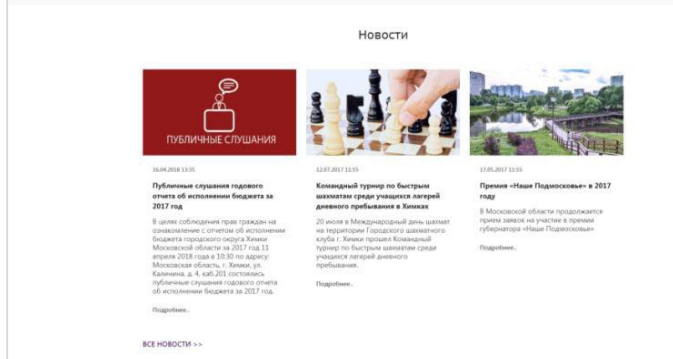 Новости
ПУБЛИЧНЫЕ СЛУШАНИЯ
16.04.2018 13:35
Публичные слушания годового
отчета об исполнении бюджета за
2017 год
В целях соблюдения прав граждан на
ознакомление с отчетом об исполнении
бюджета городского округа Химки
Московской области за 2017 год 11
апреля 2018 года в 10:30 по адресу:
Московская область, г. Химки, ул.
Калинина, д. 4, каб.201 состоялись
публичные слушания годового отчета
об исполнении бюджета за 2017 год.
Подробнее..
12.07.2017 11:55
Командный турнир по быстрым
шахматам среди учащихся лагерей
дневного пребывания в Химках
20 июля в Международный день шахмат
на территории Городского шахматного
клуба г. Химки прошел Командный
турнир по быстрым шахматам среди
учащихся лагерей дневного
пребывания.
Подробнее..
17.05.2017 11:55
Премия «Наше Подмосковье» в 2017
году
В Московской области продолжается
прием заявок на участие в премии
губернатора «Наше Подмосковье»
Подробнее..
ВСЕ НОВОСТИ >>